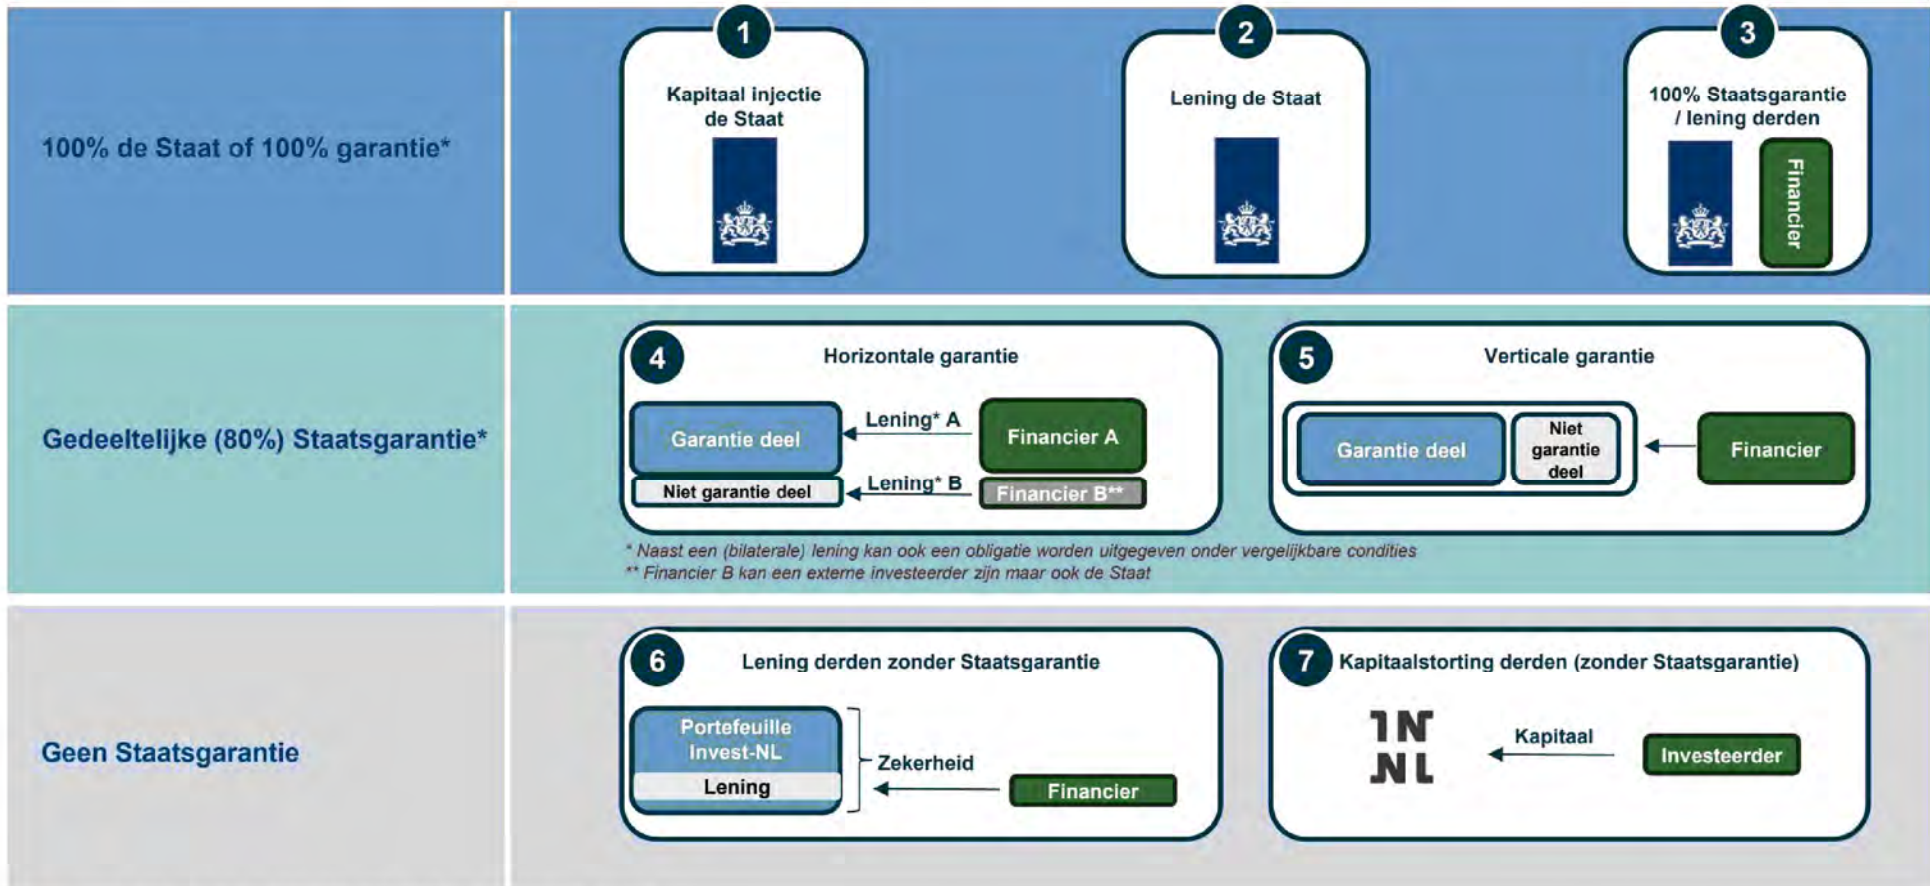 100% de Staat of 100% garantie*
1
Kapitaal injectie
de Staat
2
Lening de Staat
3
100% Staatsgarantie
/ lening derden
Financier
Gedeeltelijke (80%) Staatsgarantie*
4
Horizontale garantie
Garantie deel
Lening* A
Financier A
Niet garantie deel
Lening* B
Financier B**
5
Verticale garantie
Garantie deel
Niet
garantie
deel
Financier
* Naast een (bilaterale) lening kan ook een obligatie worden uitgegeven onder vergelijkbare condities
** Financier B kan een externe investeerder zijn maar ook de Staat
Geen Staatsgarantie
6
Lening derden zonder Staatsgarantie
Portefeuille
Invest-NL
Lening
Zekerheid
Financier
7
Kapitaalstorting derden (zonder Staatsgarantie)
IN
NL
Kapitaal
Investeerder